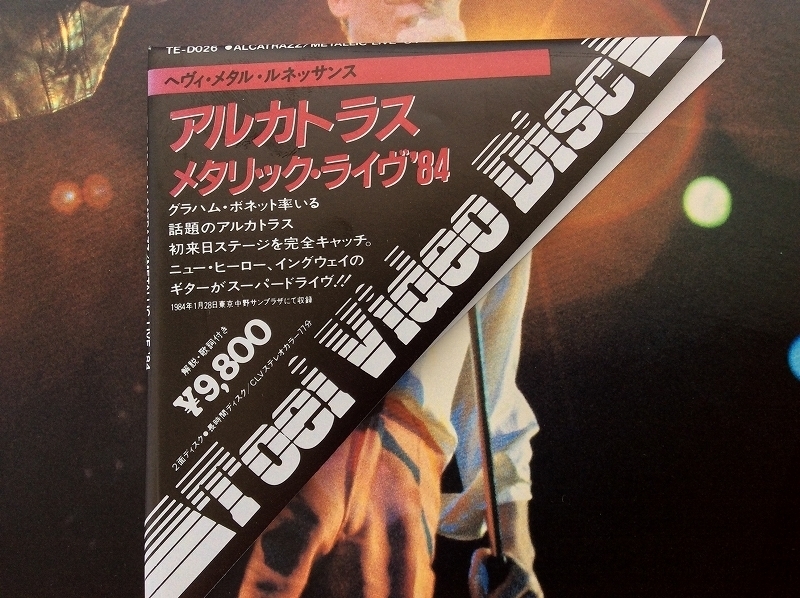 TE-D026 ●ALCATRAZZ/METALLIC LIVE
ヘヴィ・メタル・ルネッサンス
アルカトラス
メタリック・ライヴ'84
グラハム・ボネット率いる
話題のアルカトラス
初来日ステージを完全キャッチ。
ニュー・ヒーロー、イングヴェイの
ギターがスーパードライヴ!!
1984年1月28日東京中野サンプラザにて収録
解説・歌詞付き
¥9,800
2面ディスク●長時間ディスク/CLVステレオカラー77分
Toei Video Disc